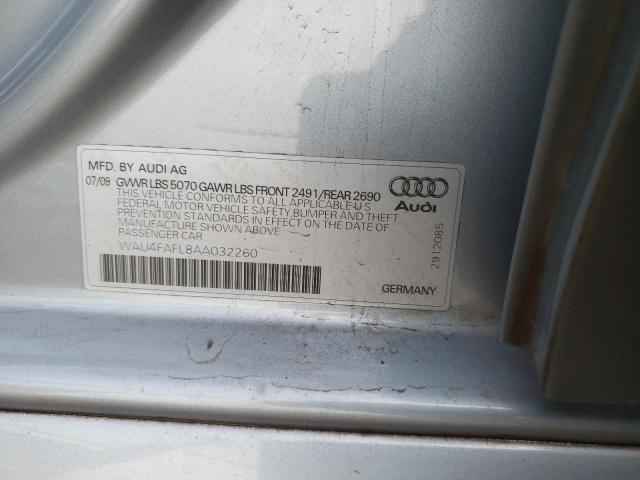 MFD. BY AUDI AG
07/09 GVWR LBS 5070 GAWR LBS FRONT 2491/REAR 2690
THIS VEHICLE CONFORMS TO ALL APPLICABLE U S
FEDERAL MOTOR VEHICLE SAFETY BUMPER AND THEFT
PREVENTION STANDARDS IN EFFECT ON THE DATE OF
MANUFACTURE SHOWN ABOVE
PASSENGER CAR
WAU4FAFL8AA032260
Audi
2912085
GERMANY